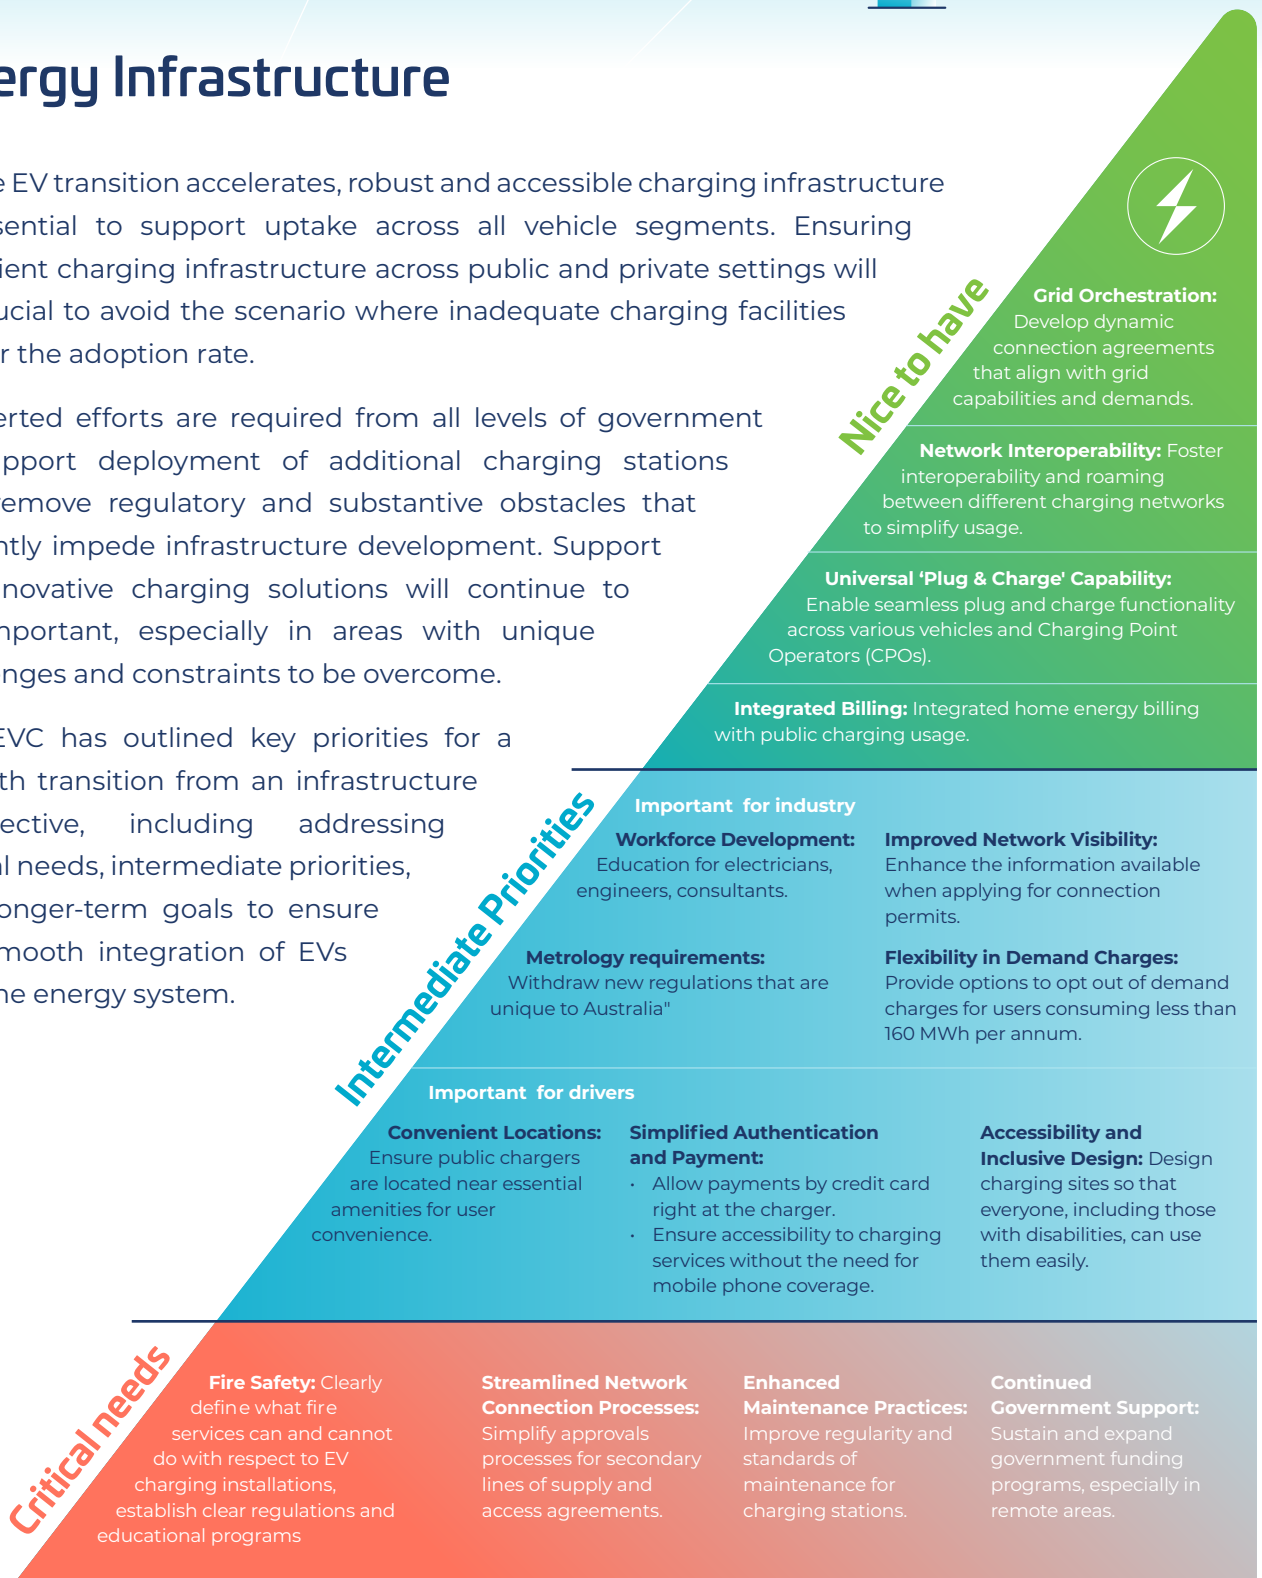 ergy Infrastructure
e EV transition accelerates, robust and accessible charging infrastructure
sential to support uptake across all vehicle segments. Ensuring
ient charging infrastructure across public and private settings will
ucial to avoid the scenario where inadequate charging facilities
r the adoption rate.
erted efforts are required from all levels of government
upport deployment of additional charging stations
remove regulatory and substantive obstacles that
ntly impede infrastructure development. Support
nnovative charging solutions will continue to
mportant, especially in areas with unique
nges and constraints to be overcome.
EVC has outlined key priorities for a
th transition from an infrastructure
ective, including addressing
al needs, intermediate priorities,
onger-term goals to ensure
mooth integration of EVs
he energy system.
Nice to have
Grid Orchestration:
Develop dynamic
connection agreements
that align with grid
capabilities and demands.
Network Interoperability: Foster
interoperability and roaming
between different charging networks
to simplify usage.
Universal ‘Plug & Charge' Capability:
Enable seamless plug and charge functionality
across various vehicles and Charging Point
Operators (CPOs).
Integrated Billing: Integrated home energy billing
with public charging usage.
Intermediate Priorities
Important for industry
Workforce Development:
Education for electricians,
engineers, consultants.
Improved Network Visibility:
Enhance the information available
when applying for connection
permits.
Metrology requirements:
Withdraw new regulations that are
unique to Australia"
Flexibility in Demand Charges:
Provide options to opt out of demand
charges for users consuming less than
160 MWh per annum.
Important for drivers
Convenient Locations:
Ensure public chargers
are located near essential
amenities for user
convenience.
Simplified Authentication
and Payment:
• Allow payments by credit card
right at the charger.
• Ensure accessibility to charging
services without the need for
mobile phone coverage.
Accessibility and
Inclusive Design: Design
charging sites so that
everyone, including those
with disabilities, can use
them easily.
Critical needs
Fire Safety: Clearly
define what fire
services can and cannot
do with respect to EV
charging installations,
establish clear regulations and
educational programs
Streamlined Network
Connection Processes:
Simplify approvals
processes for secondary
lines of supply and
access agreements.
Enhanced
Maintenance Practices:
Improve regularity and
standards of
maintenance for
charging stations.
Continued
Government Support:
Sustain and expand
government funding
programs, especially in
remote areas.